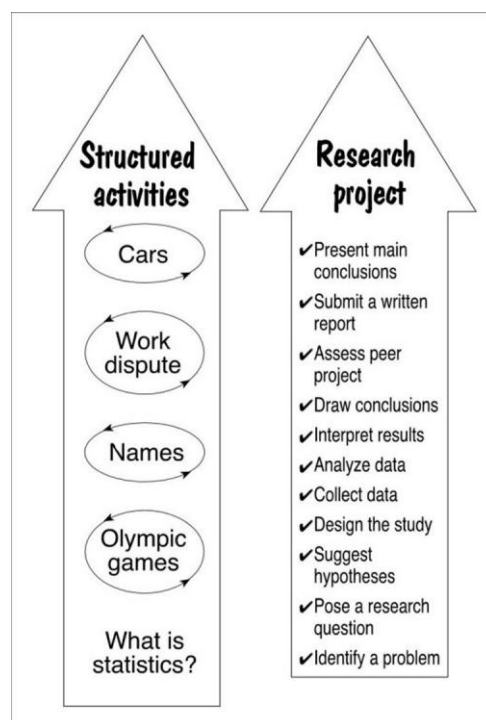 Structured
activities
Cars
Work
dispute
Names
Olympic
games
What is
statistics?
Research
project
✔Present main
conclusions
✔Submit a written
report
✔Assess peer
project
✔Draw conclusions
✔Interpret results
✔Analyze data
✔Collect data
✔Design the study
✔Suggest
hypotheses
✔Pose a research
question
✔Identify a problem